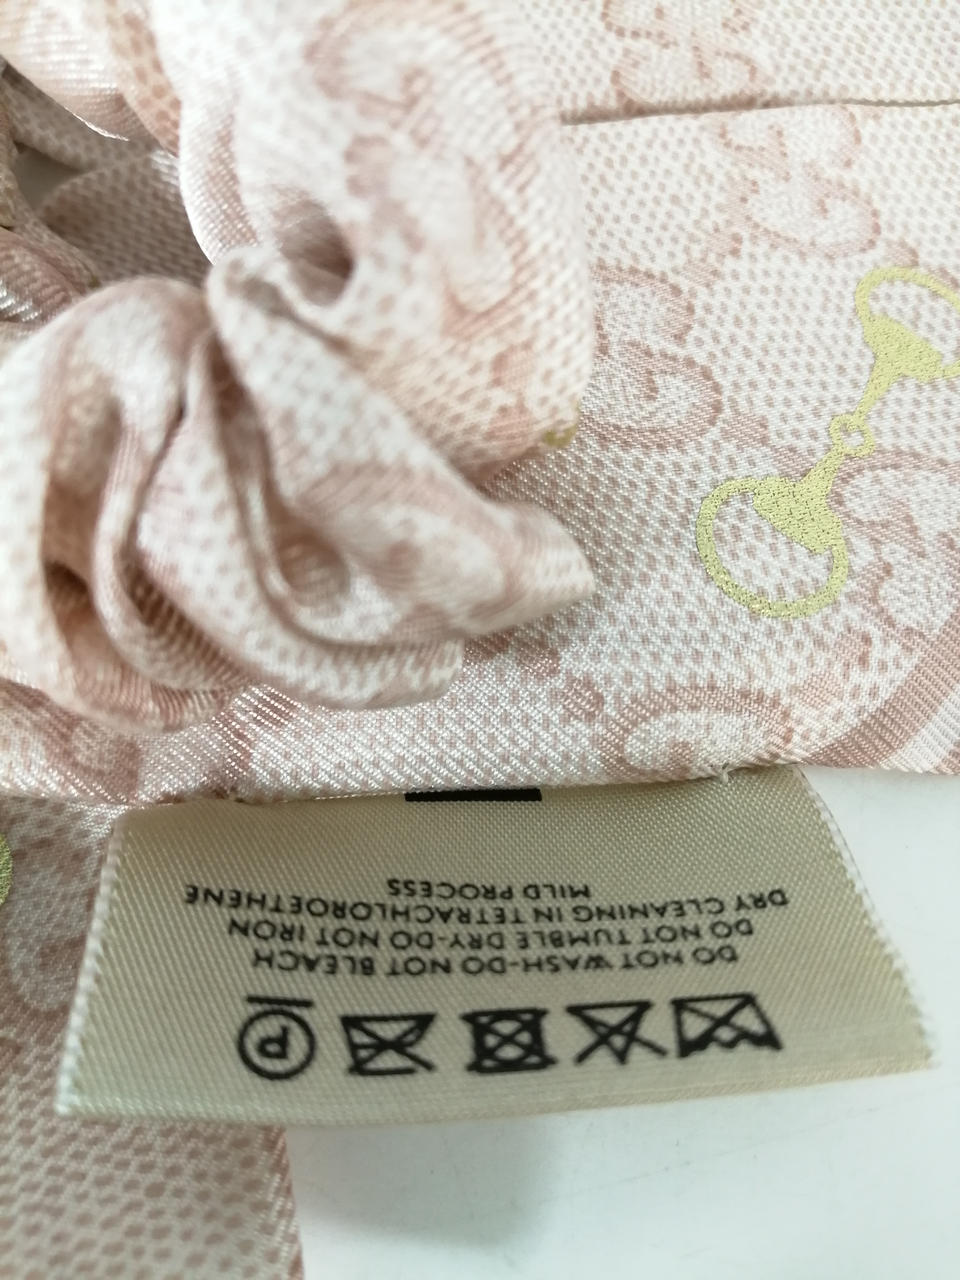 DO NOT WASH-DO NOT BLEACH
DO NOT TUMBLE DRY-DO NOT IRON
DRY CLEANING IN TETRACHLOROETHENE
MILD PROCESS
P